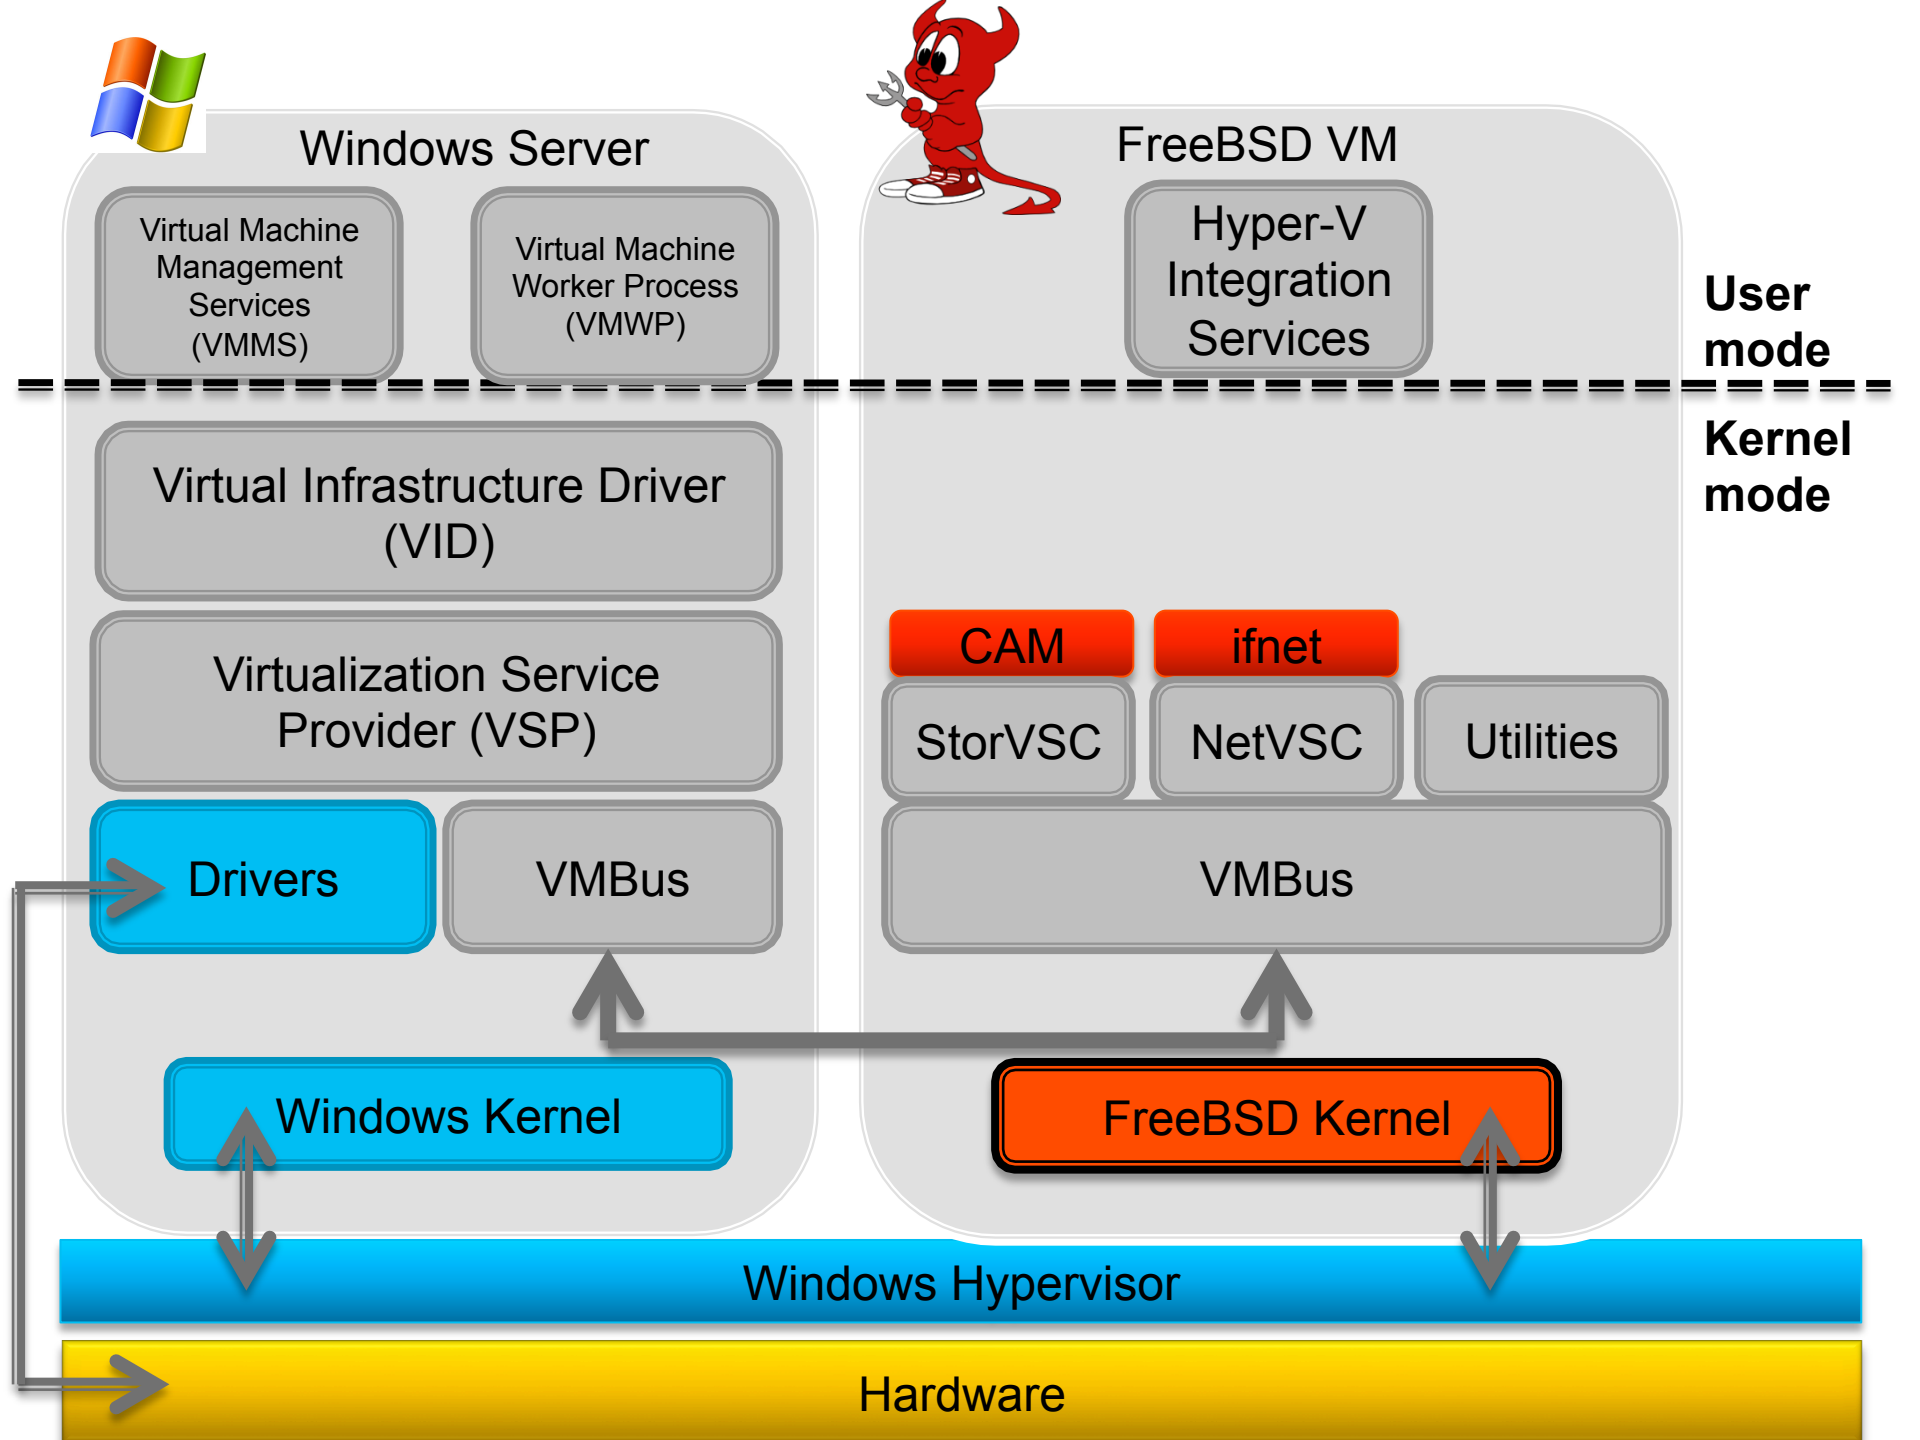 Windows Server
Virtual Machine
Management
Services
(VMMS)
Virtual Machine
Worker Process
(VMWP)
FreeBSD VM
Hyper-V
Integration
Services
User
mode
Kernel
mode
Virtual Infrastructure Driver
(VID)
Virtualization Service
Provider (VSP)
Drivers
VMBus
CAM
ifnet
StorVSC
NetVSC
Utilities
VMBus
Windows Kernel
FreeBSD Kernel
Windows Hypervisor
Hardware